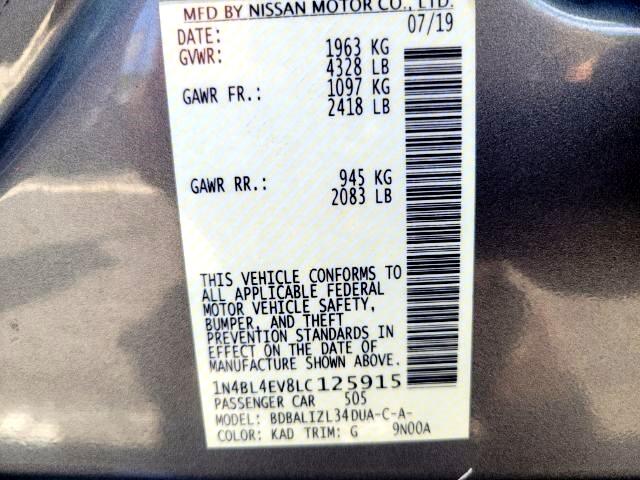 MFD BY NISSAN MOTOR CO., LTD.
DATE: 07/19
GVWR: 1963 KG
4328 LB
GAWR FR.: 1097 KG
2418 LB
GAWR RR.: 945 KG
2083 LB
THIS VEHICLE CONFORMS TO
ALL APPLICABLE FEDERAL
MOTOR VEHICLE SAFETY,
BUMPER, AND THEFT
PREVENTION STANDARDS IN
EFFECT ON THE DATE OF
MANUFACTURE SHOWN ABOVE.
1N4BL4EV8LC125915
PASSENGER CAR 505
MODEL: BDBALIZL34DUA-C-A-
COLOR: KAD TRIM: G 9N00A